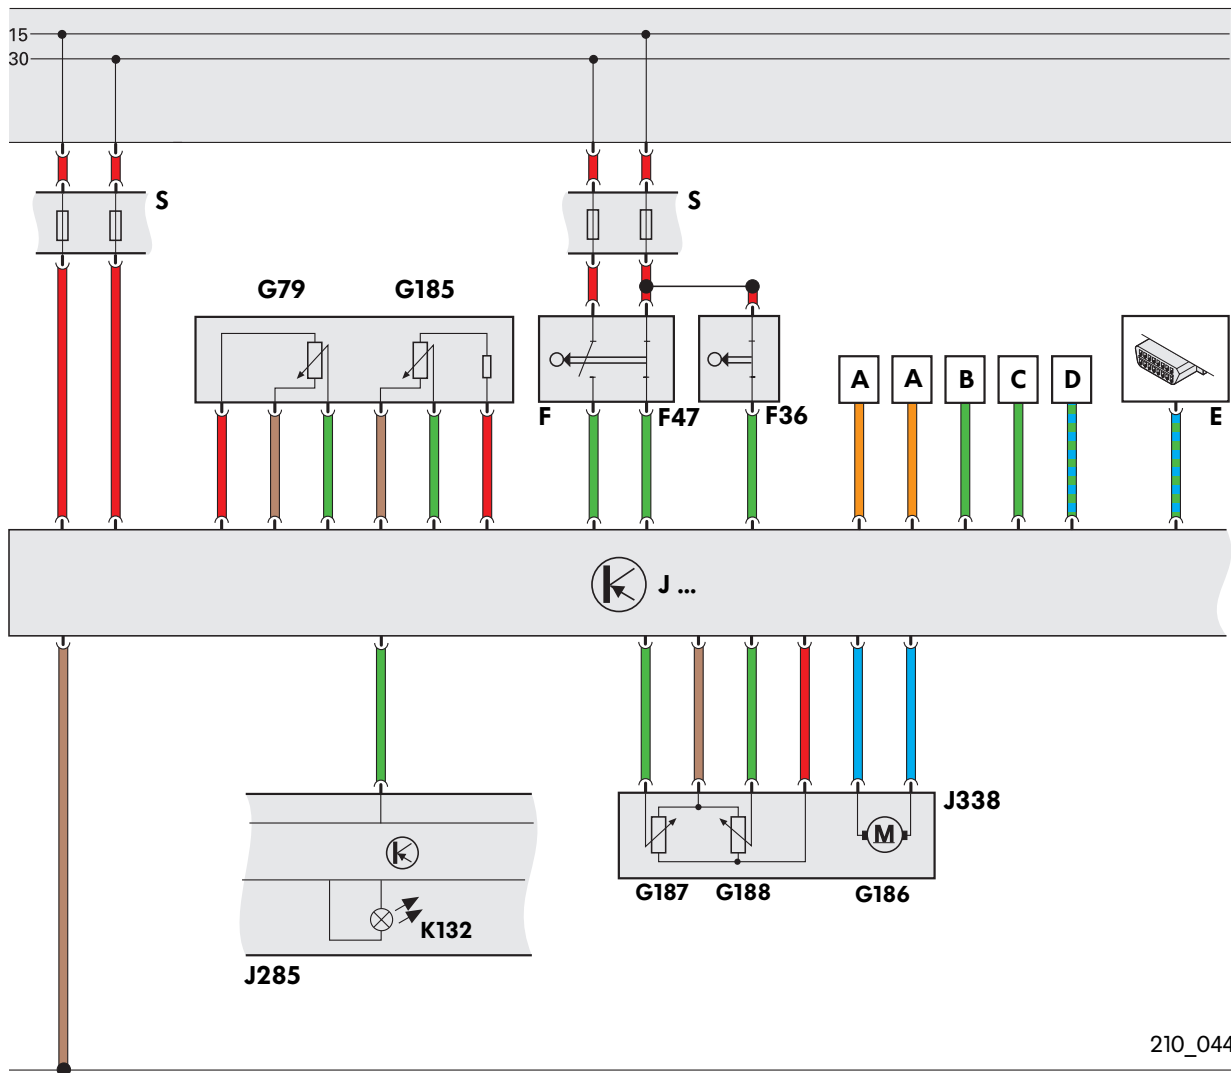 15
30
S
S
G79 G185
F F47 F36
A A B C D
E
J ...
J338
G187 G188 G186
M
K132
J285
210_044